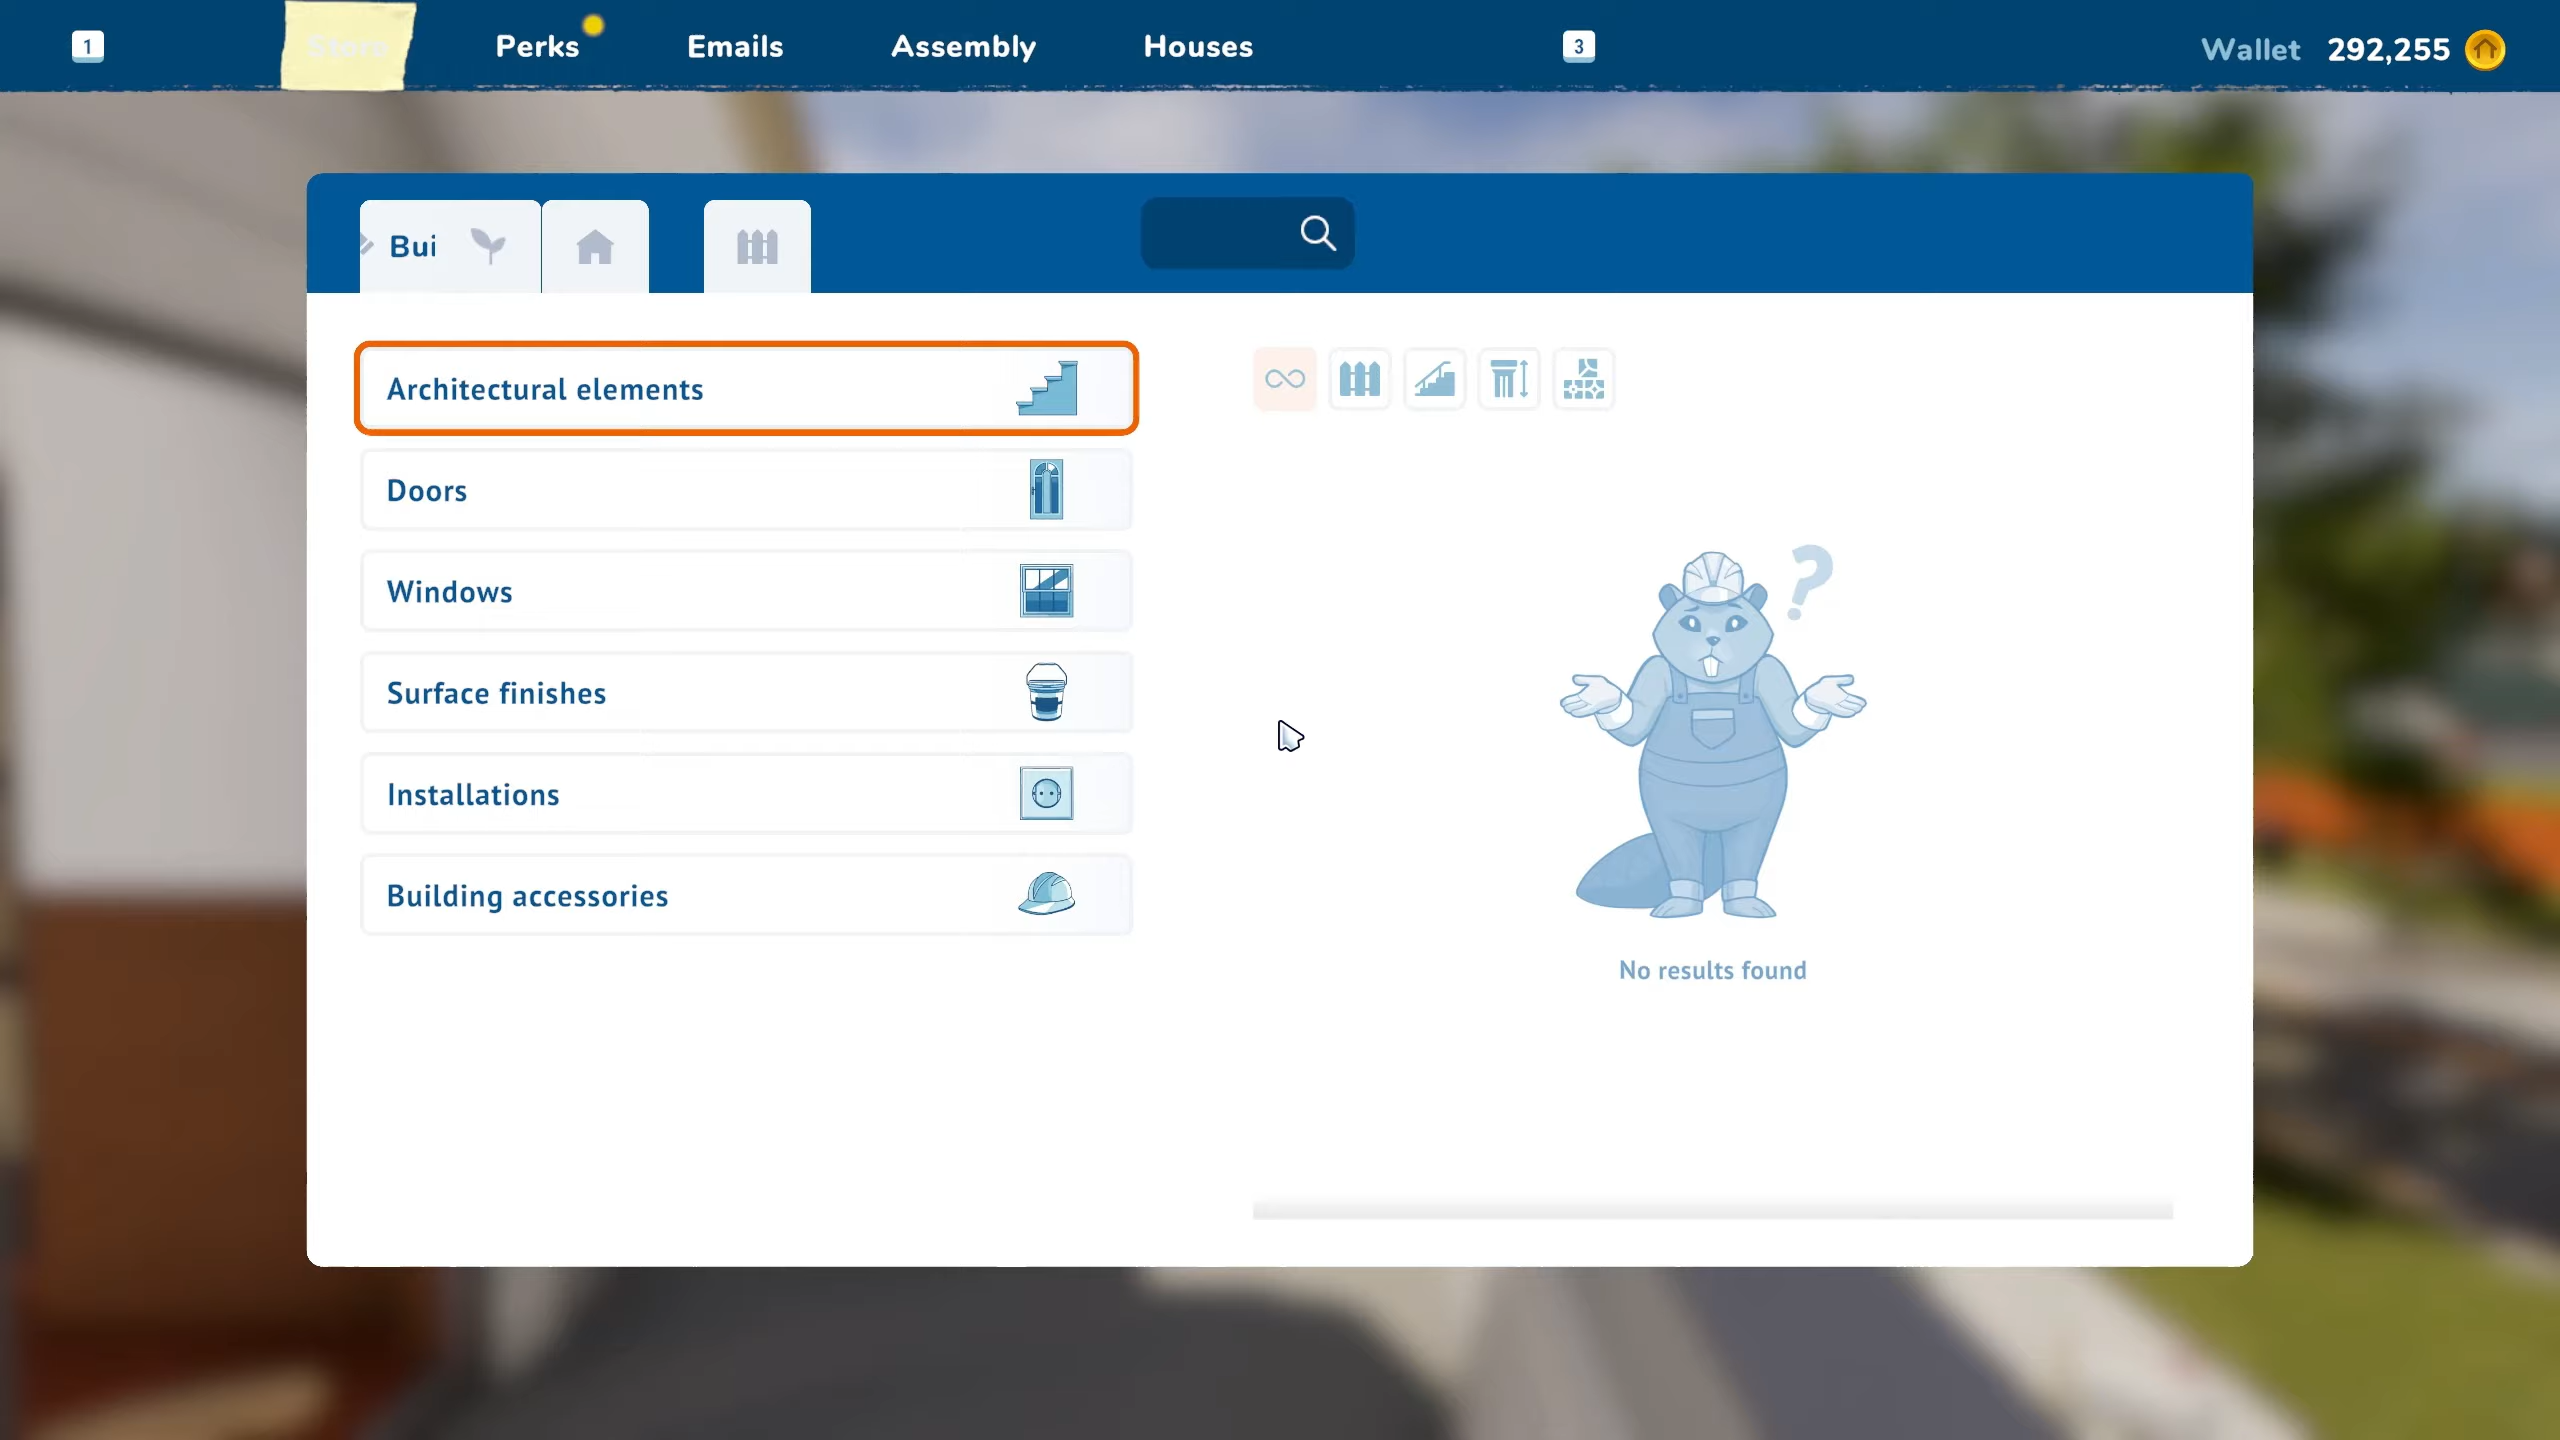 1 Store Perks Emails Assembly Houses 3 Wallet 292,255
Bui
Architectural elements
Doors
Windows
Surface finishes
Installations
Building accessories
?
No results found